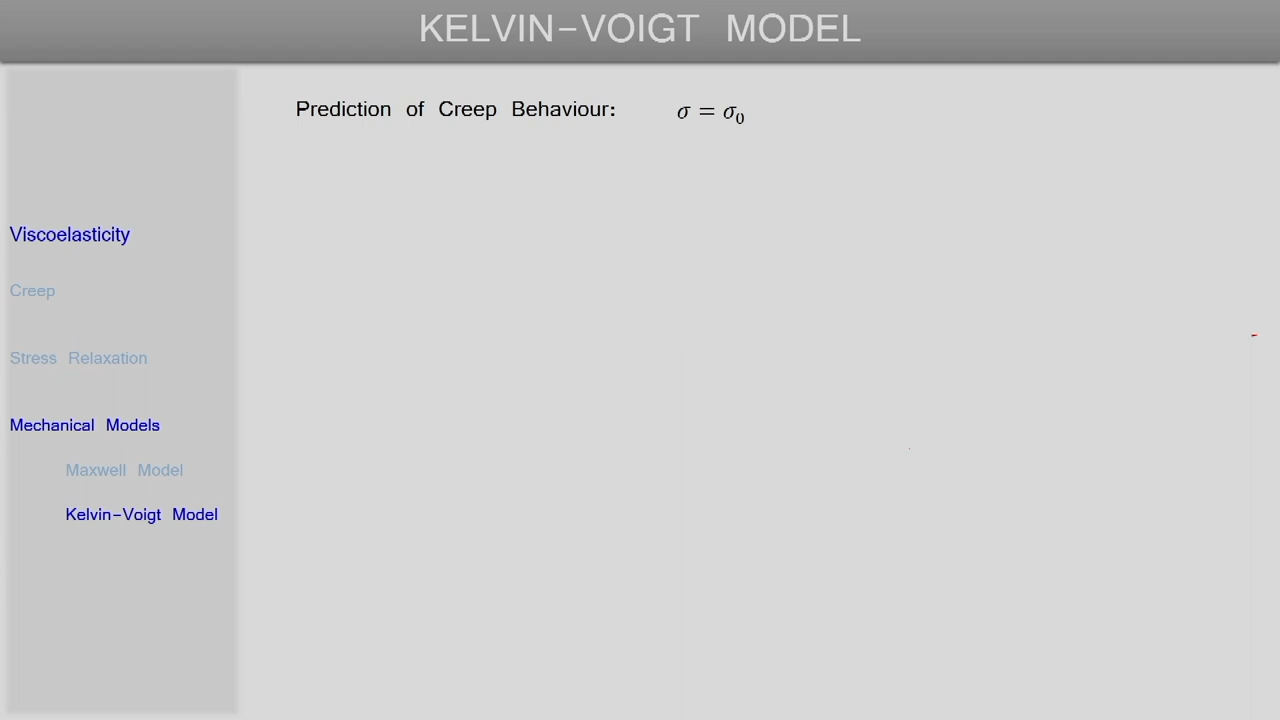 KELVIN-VOIGT MODEL
Prediction of Creep Behaviour: σ = σ₀
Viscoelasticity
Creep
Stress Relaxation
Mechanical Models
Maxwell Model
Kelvin-Voigt Model